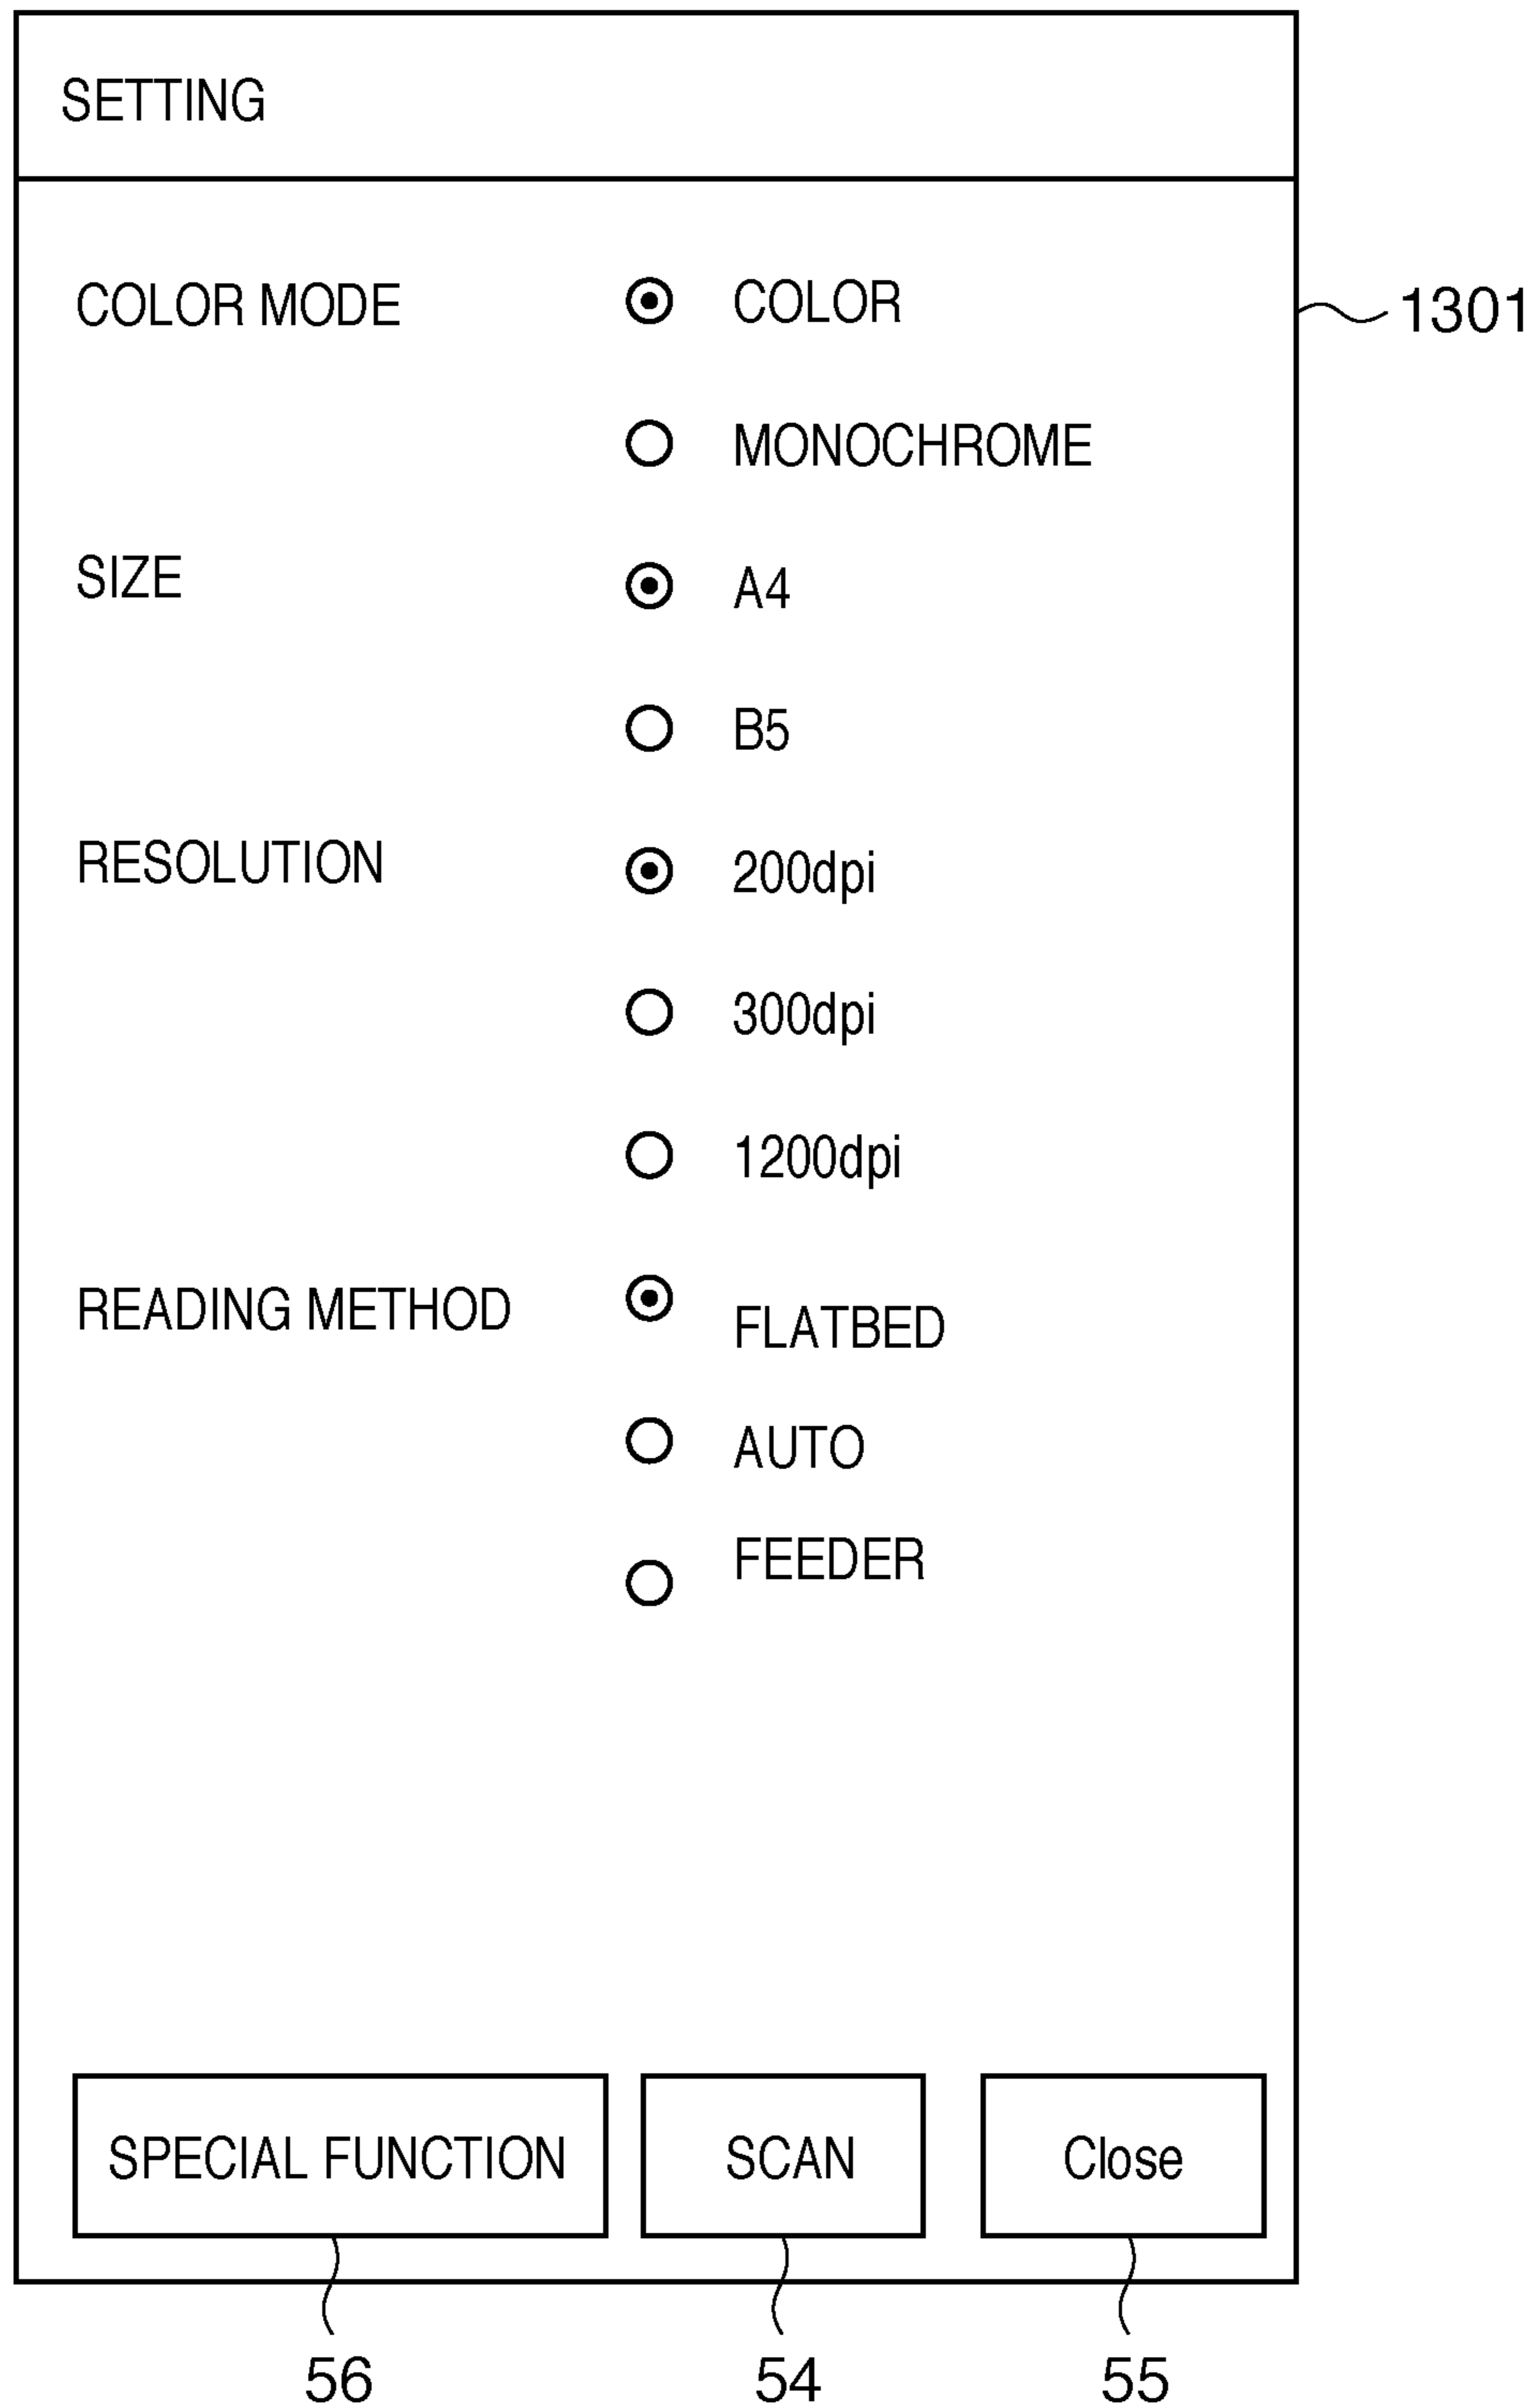 SETTING
COLOR MODE COLOR
1301
MONOCHROME
SIZE A4
B5
RESOLUTION 200dpi
300dpi
1200dpi
READING METHOD FLATBED
AUTO
FEEDER
SPECIAL FUNCTION SCAN Close
56 54 55